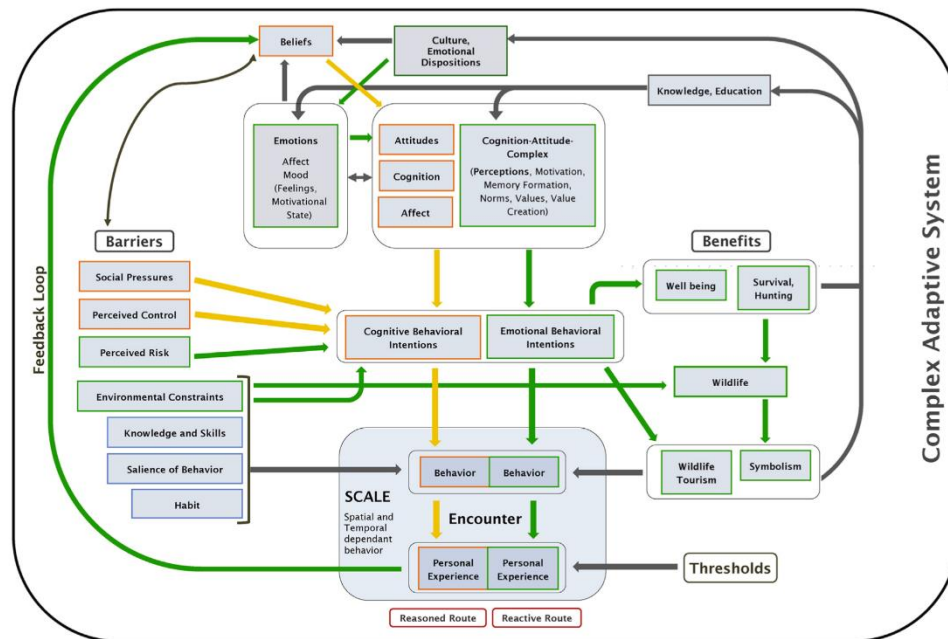 Beliefs
Culture,
Emotional
Dispositions
Knowledge, Education
Emotions
Affect
Mood
(Feelings,
Motivational
State)
Attitudes
Cognition
Affect
Cognition-Attitude-
Complex
(Perceptions, Motivation,
Memory Formation,
Norms, Values, Value
Creation)
Barriers
Benefits
Social Pressures
Perceived Control
Perceived Risk
Environmental Constraints
Knowledge and Skills
Salience of Behavior
Habit
Cognitive Behavioral
Intentions
Emotional Behavioral
Intentions
Well being
Survival,
Hunting
Wildlife
Wildlife
Tourism
Symbolism
SCALE
Spatial and
Temporal
dependant
behavior
Behavior
Behavior
Encounter
Personal
Experience
Personal
Experience
Thresholds
Reasoned Route
Reactive Route
Feedback Loop
Complex Adaptive System